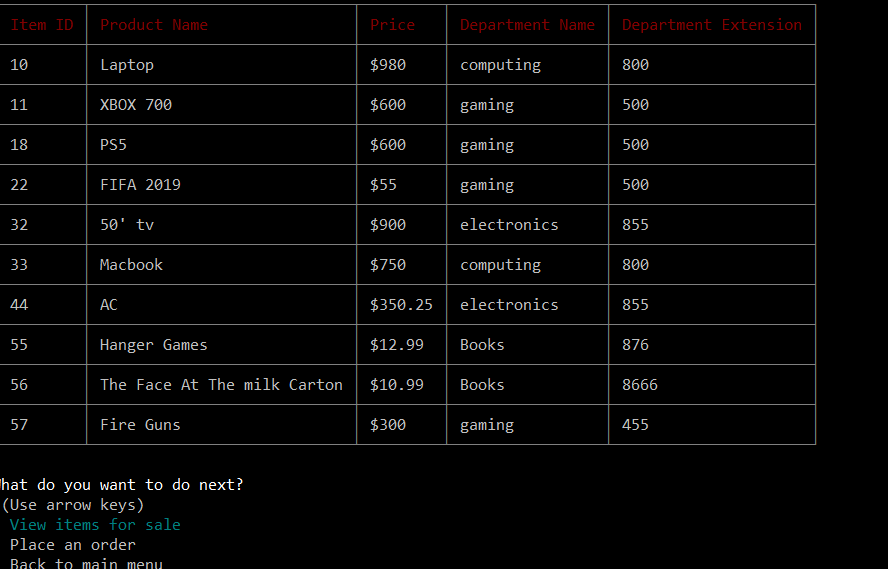 Item ID Product Name Price Department Name Department Extension
10 Laptop $980 computing 800
11 XBOX 700 $600 gaming 500
18 PS5 $600 gaming 500
22 FIFA 2019 $55 gaming 500
32 50' tv $900 electronics 855
33 Macbook $750 computing 800
44 AC $350.25 electronics 855
55 Hanger Games $12.99 Books 876
56 The Face At The milk Carton $10.99 Books 8666
57 Fire Guns $300 gaming 455
What do you want to do next?
(Use arrow keys)
View items for sale
Place an order
Back to main menu